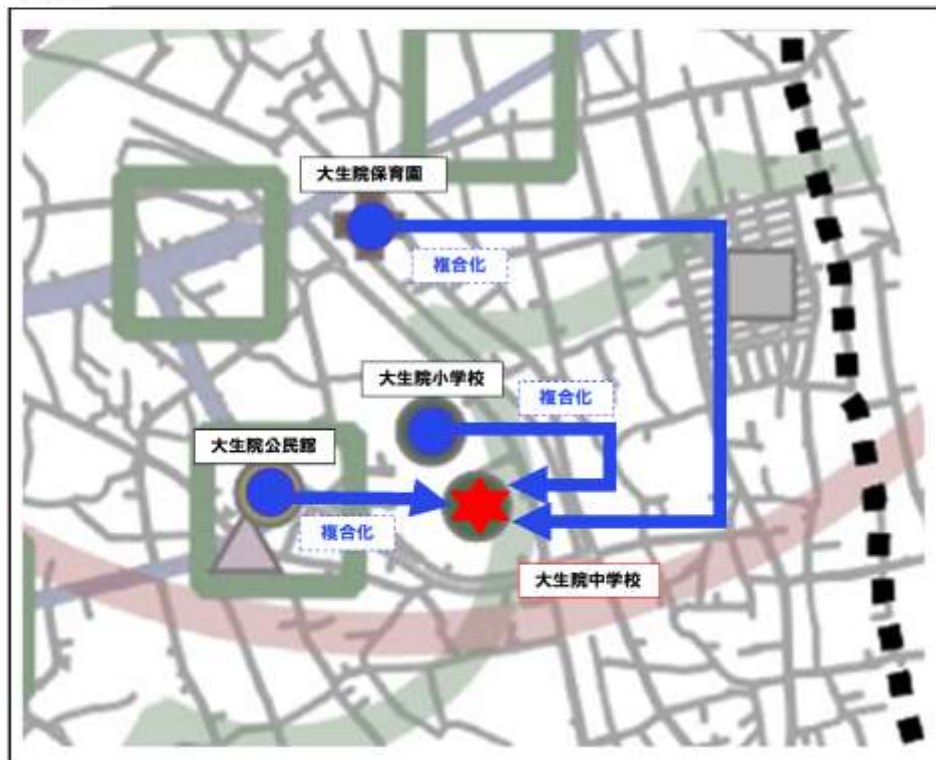 大生院保育園
複合化
大生院小学校
複合化
大生院公民館
複合化
大生院中学校